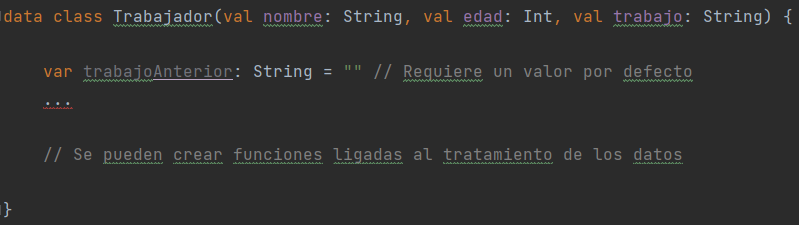 data class Trabajador(val nombre: String, val edad: Int, val trabajo: String) {
var trabajoAnterior: String = "" // Requiere un valor por defecto
...
// Se pueden crear funciones ligadas al tratamiento de los datos
}